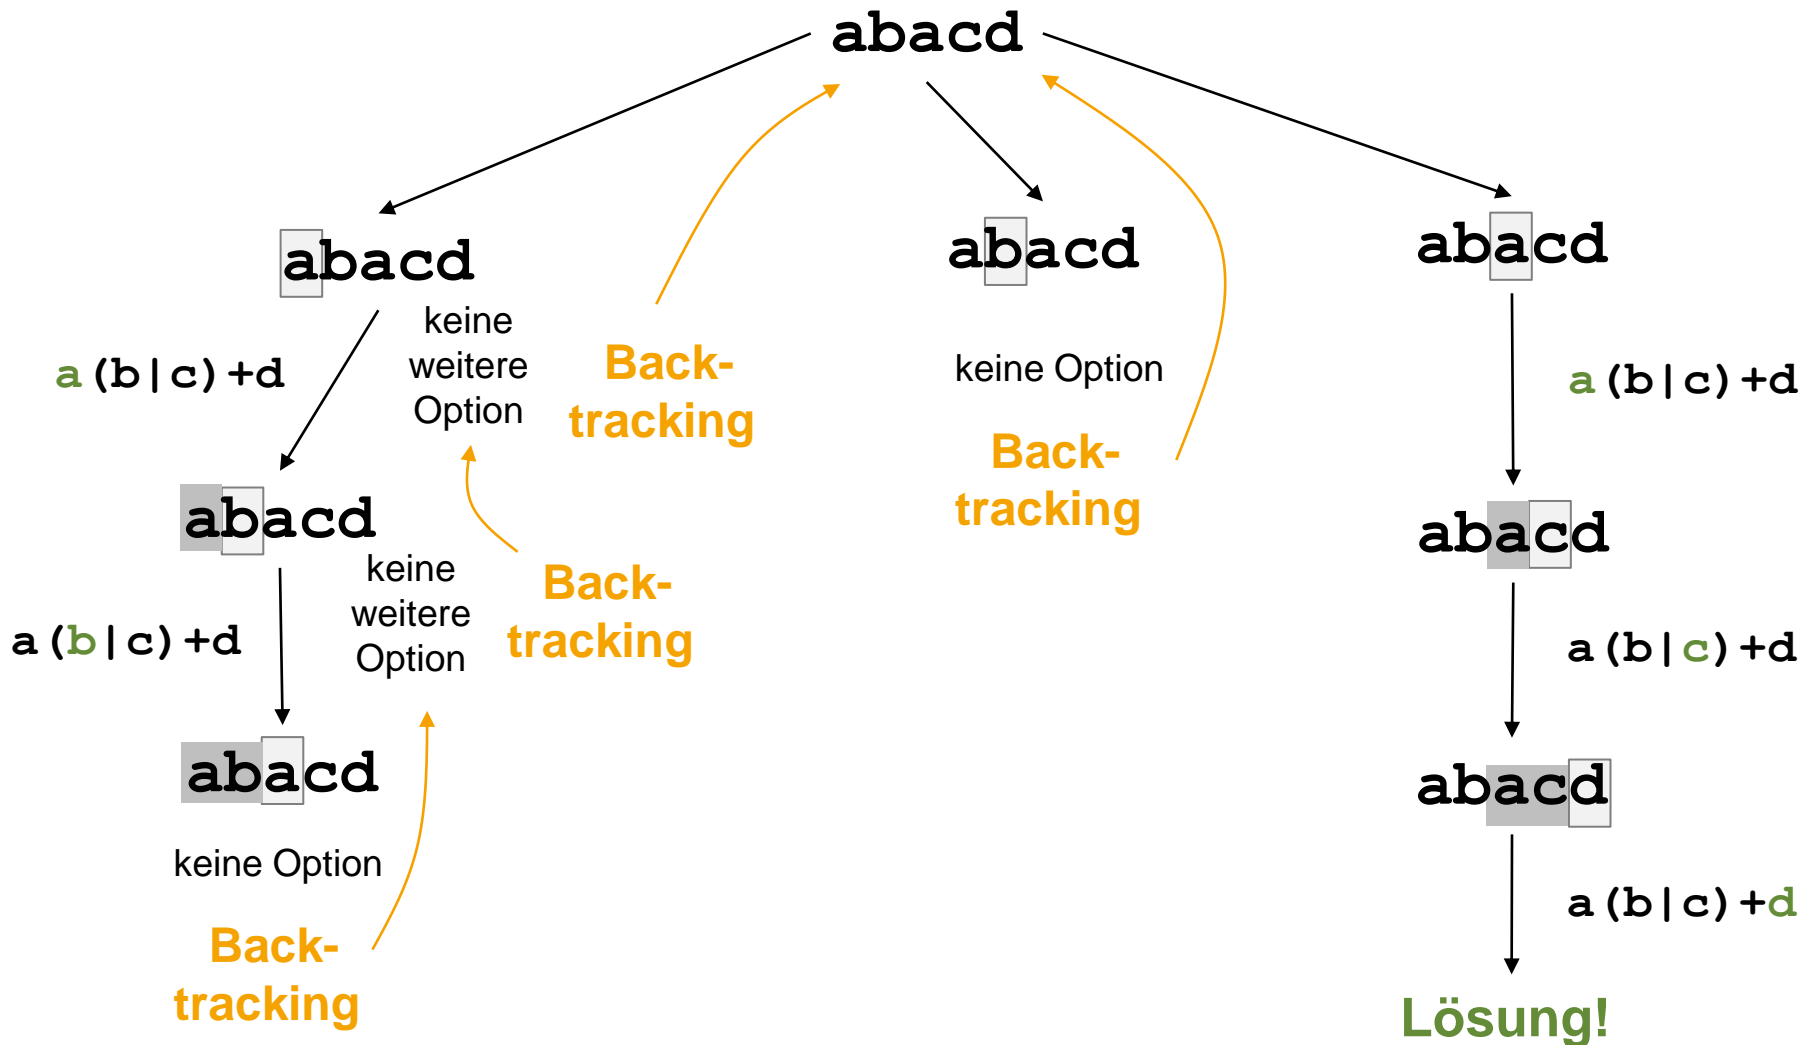 abacd
abacd
keine
weitere
Option
a(b|c)+d
Back-
tracking
abacd
keine
weitere
Option
a(b|c)+d
Back-
tracking
abacd
keine Option
Back-
tracking
abacd
keine Option
Back-
tracking
abacd
a(b|c)+d
abacd
a(b|c)+d
abacd
a(b|c)+d
Lösung!